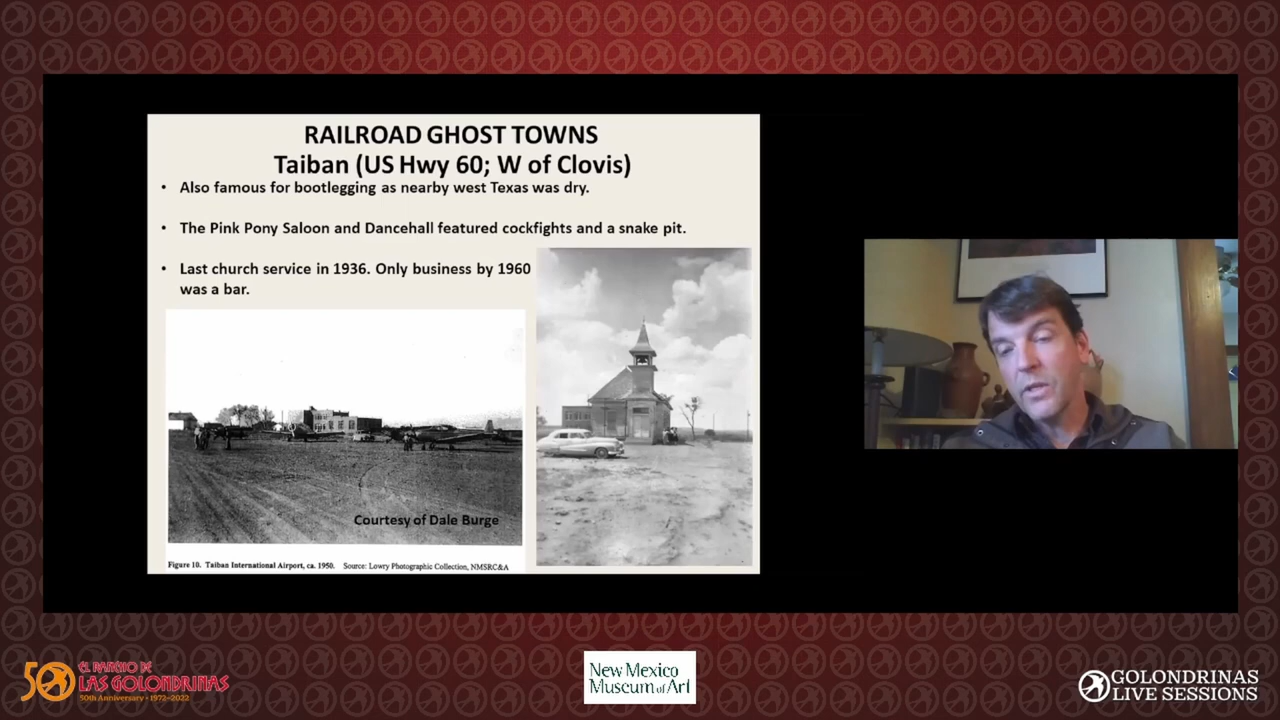 RAILROAD GHOST TOWNS
Taiban (US Hwy 60; W of Clovis)
• Also famous for bootlegging as nearby west Texas was dry.
• The Pink Pony Saloon and Dancehall featured cockfights and a snake pit.
• Last church service in 1936. Only business by 1960
was a bar.
Courtesy of Dale Burge
Figure 10. Taiban International Airport, ca. 1950. Source: Lowry Photographic Collection, NMSRC&A
50 EL RANCHO DE
LAS GOLONDRINAS
50th Anniversary • 1972-2022
New Mexico
Museum of Art
GOLONDRINAS
LIVE SESSIONS